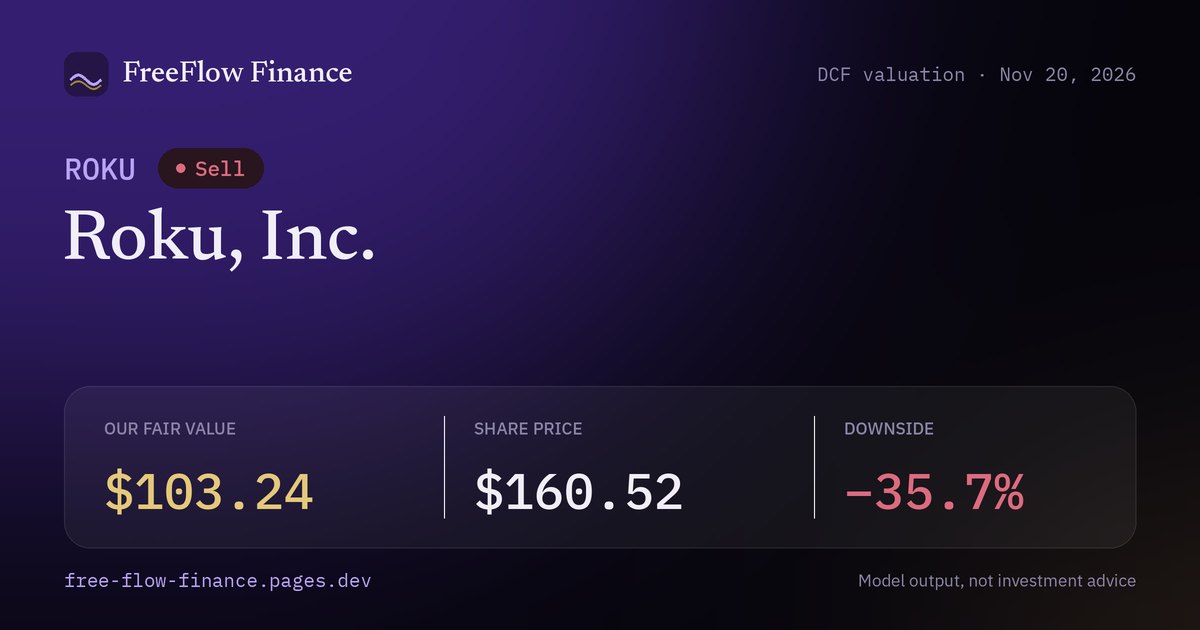 FreeFlow Finance
DCF valuation · Nov 20, 2026
ROKU
Sell
Roku, Inc.
OUR FAIR VALUE
SHARE PRICE
DOWNSIDE
$103.24
$160.52
−35.7%
free-flow-finance.pages.dev
Model output, not investment advice